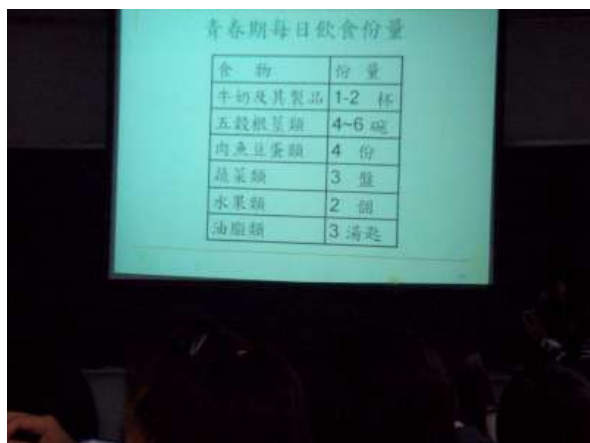 青春期每日飲食份量
食 物 份 量
牛奶及其製品 1-2 杯
五穀根莖類 4~6 碗
肉魚豆蛋類 4 份
蔬菜類 3 盤
水果類 2 個
油脂類 3 湯匙